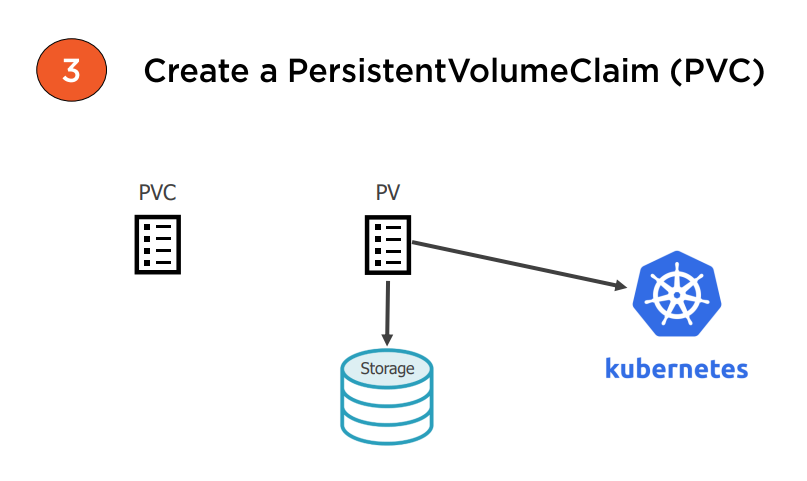 3
Create a PersistentVolumeClaim (PVC)
PVC
PV
Storage
kubernetes